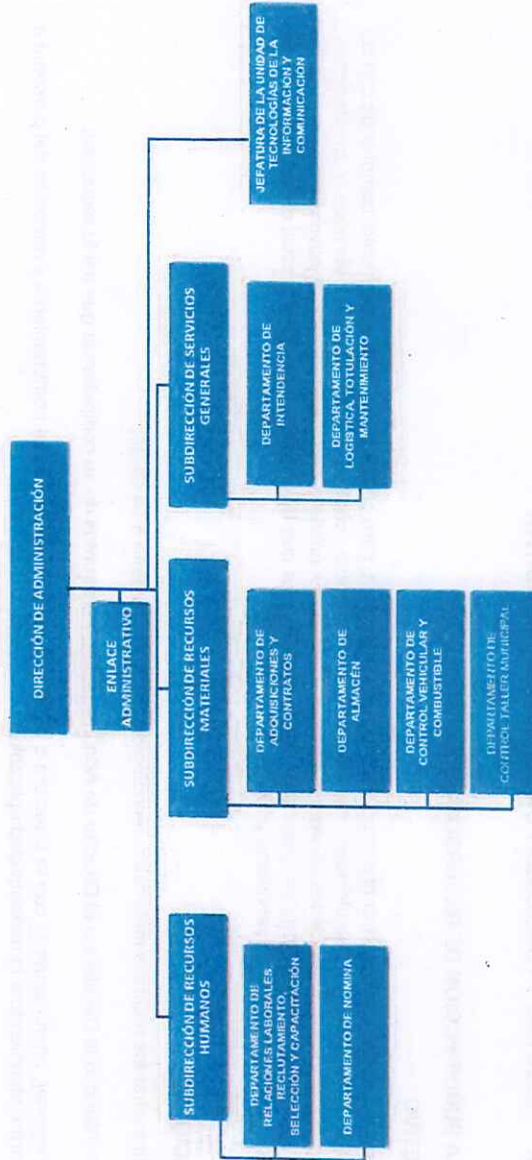 DIRECCIÓN DE ADMINISTRACIÓN
ENLACE
ADMINISTRATIVO
SUBDIRECCIÓN DE RECURSOS
HUMANOS
DEPARTAMENTO DE
RELACIONES LABORALES,
RECLUTAMIENTO,
SELECCIÓN Y CAPACITACIÓN
DEPARTAMENTO DE NOMINA
SUBDIRECCIÓN DE RECURSOS
MATERIALES
DEPARTAMENTO DE
ADQUISICIONES Y
CONTRATOS
DEPARTAMENTO DE
ALMACÉN
DEPARTAMENTO DE
CONTROL VEHICULAR Y
COMBUSTIBLE
DEPARTAMENTO DE
CONTROL TALLER MUNICIPAL
SUBDIRECCIÓN DE SERVICIOS
GENERALES
DEPARTAMENTO DE
INTENDENCIA
DEPARTAMENTO DE
LOGÍSTICA, TOTULACIÓN Y
MANTENIMIENTO
JEFATURA DE LA UNIDAD DE
TECNOLOGÍAS DE LA
INFORMACIÓN Y
COMUNICACIÓN